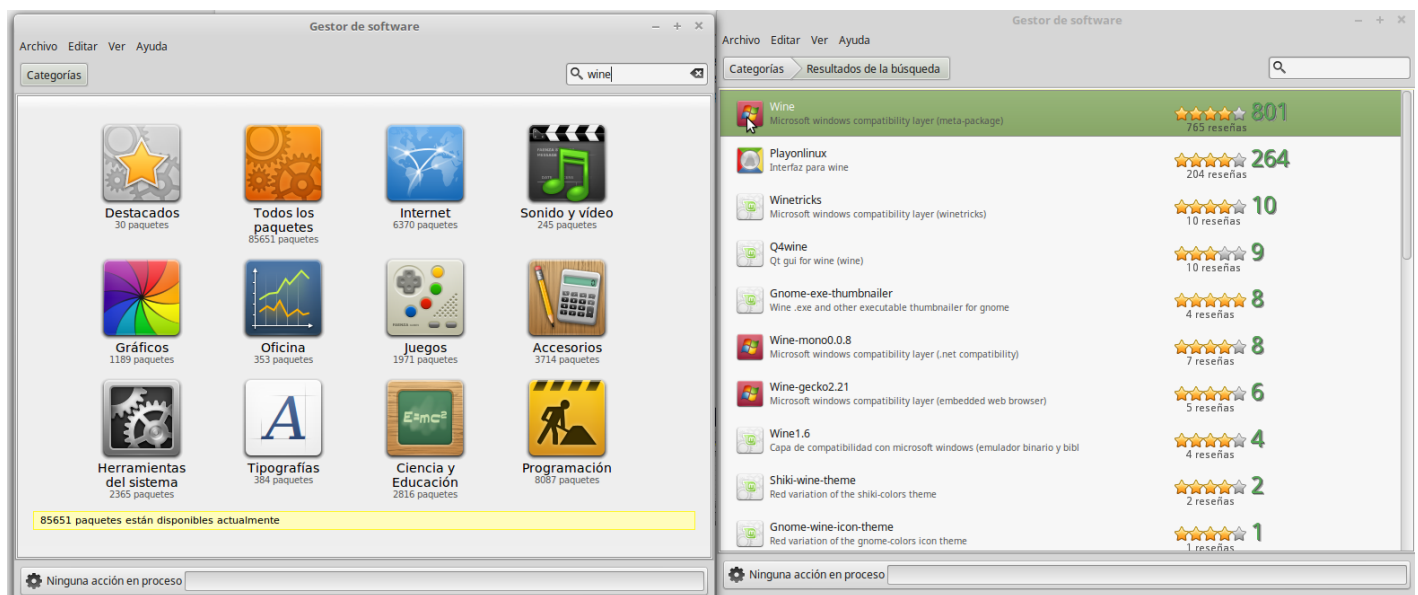 Gestor de software
Archivo Editar Ver Ayuda
Categorías
wine
Destacados
30 paquetes
Todos los
paquetes
85651 paquetes
Internet
6370 paquetes
Sonido y vídeo
245 paquetes
Gráficos
1189 paquetes
Oficina
353 paquetes
Juegos
1971 paquetes
Accesorios
3714 paquetes
Herramientas
del sistema
2365 paquetes
A
Tipografías
384 paquetes
E=mc²
Ciencia y
Educación
2816 paquetes
Programación
8087 paquetes
85651 paquetes están disponibles actualmente
Ninguna acción en proceso
Gestor de software
Archivo Editar Ver Ayuda
Categorías Resultados de la búsqueda
Wine
Microsoft windows compatibility layer (meta-package)
801
765 reseñas
Playonlinux
Interfaz para wine
264
204 reseñas
Winetricks
Microsoft windows compatibility layer (winetricks)
10
10 reseñas
Q4wine
Qt gui for wine (wine)
9
10 reseñas
Gnome-exe-thumbnailer
Wine .exe and other executable thumbnailer for gnome
8
4 reseñas
Wine-mono0.0.8
Microsoft windows compatibility layer (.net compatibility)
8
7 reseñas
Wine-gecko2.21
Microsoft windows compatibility layer (embedded web browser)
6
5 reseñas
Wine1.6
Capa de compatibilidad con microsoft windows (emulador binario y bibl
4
4 reseñas
Shiki-wine-theme
Red variation of the shiki-colors theme
2
2 reseñas
Gnome-wine-icon-theme
Red variation of the gnome-colors icon theme
1
1 reseñas
Ninguna acción en proceso